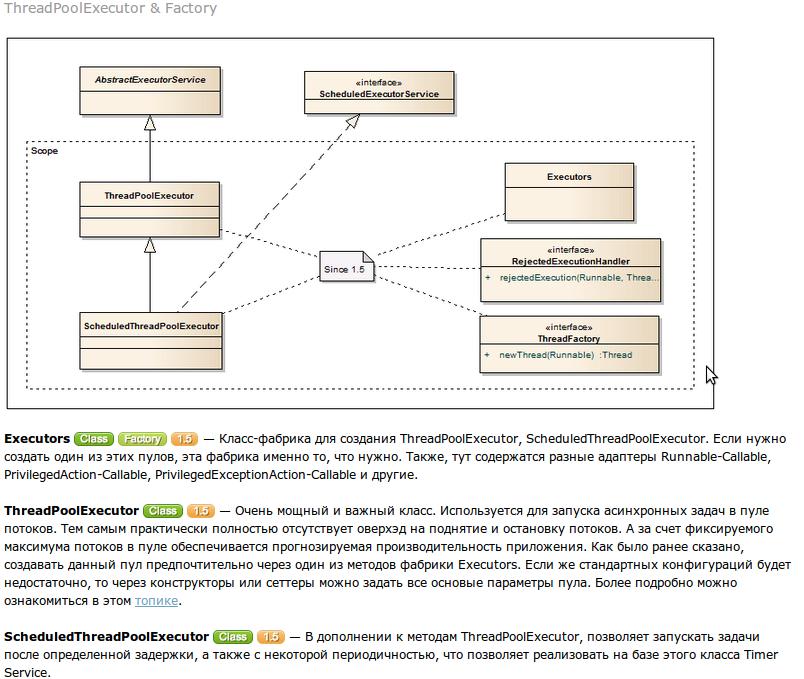 ThreadPoolExecutor & Factory
AbstractExecutorService
«interface»
ScheduledExecutorService
Scope
ThreadPoolExecutor
Executors
«interface»
RejectedExecutionHandler
+ rejectedExecution(Runnable, Threa...
Since 1.5
ScheduledThreadPoolExecutor
«interface»
ThreadFactory
+ newThread(Runnable) :Thread
Executors Class Factory 1.5 — Класс-фабрика для создания ThreadPoolExecutor, ScheduledThreadPoolExecutor. Если нужно
создать один из этих пулов, эта фабрика именно то, что нужно. Также, тут содержатся разные адаптеры Runnable-Callable,
PrivilegedAction-Callable, PrivilegedExceptionAction-Callable и другие.
ThreadPoolExecutor Class 1.5 — Очень мощный и важный класс. Используется для запуска асинхронных задач в пуле
потоков. Тем самым практически полностью отсутствует оверхэд на поднятие и остановку потоков. А за счет фиксируемого
максимума потоков в пуле обеспечивается прогнозируемая производительность приложения. Как было ранее сказано,
создавать данный пул предпочтительно через один из методов фабрики Executors. Если же стандартных конфигураций будет
недостаточно, то через конструкторы или сеттеры можно задать все основые параметры пула. Более подробно можно
ознакомиться в этом топике.
ScheduledThreadPoolExecutor Class 1.5 — В дополнении к методам ThreadPoolExecutor, позволяет запускать задачи
после определенной задержки, а также с некоторой периодичностью, что позволяет реализовать на базе этого класса Timer
Service.